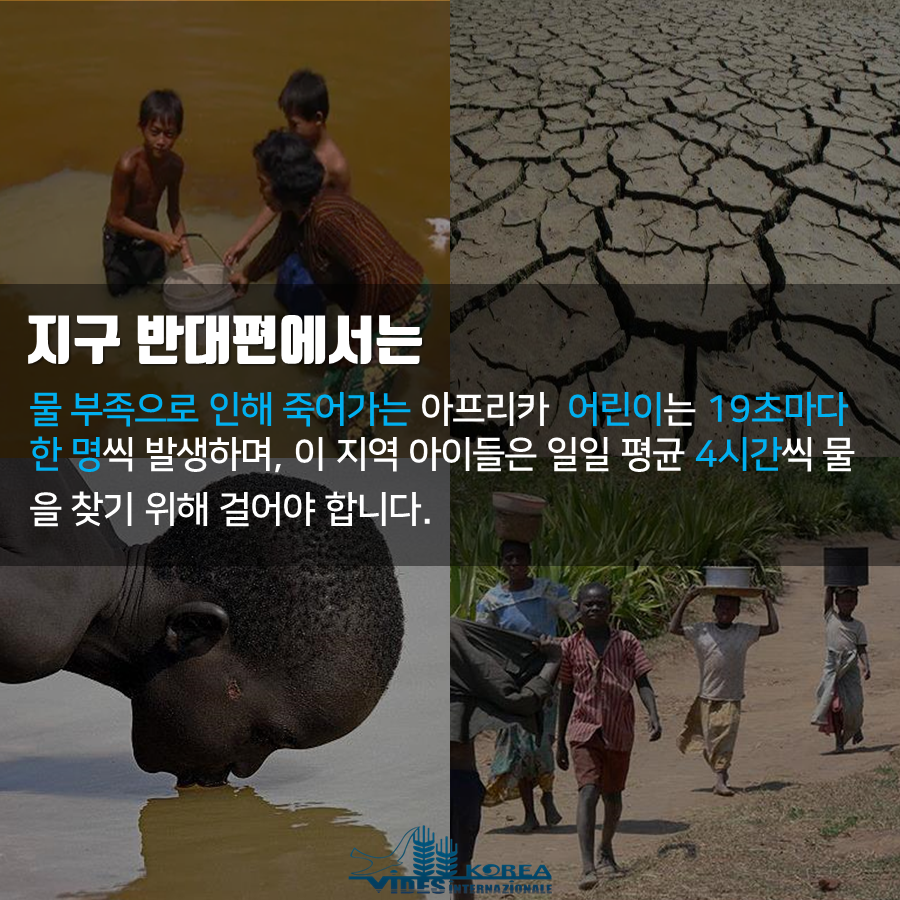 지구 반대편에서는
물 부족으로 인해 죽어가는 아프리카 어린이는 19초마다
한 명씩 발생하며, 이 지역 아이들은 일일 평균 4시간씩 물
을 찾기 위해 걸어야 합니다.
VIDES KOREA
INTERNAZIONALE